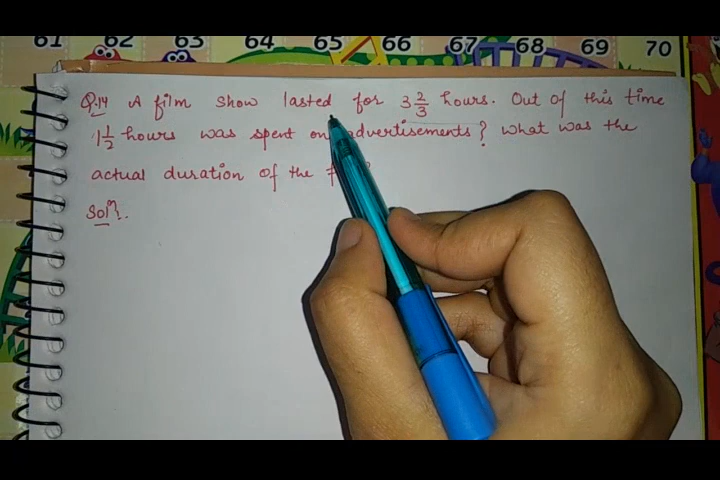 61 62 63 64 65 66 67 68 69 70
Q.14 A film show lasted for 3 2/3 hours. Out of this time
1 1/2 hours was spent on advertisements? What was the
actual duration of the
Solⁿ.